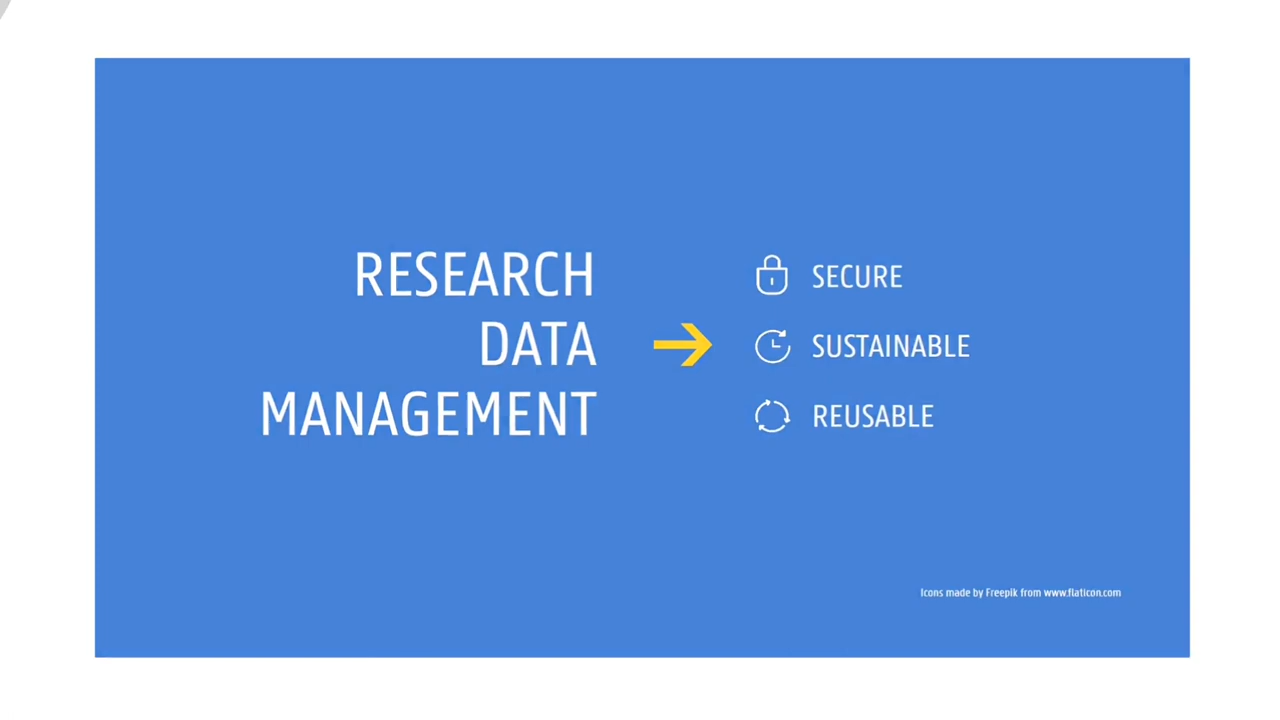 RESEARCH
DATA
MANAGEMENT
SECURE
SUSTAINABLE
REUSABLE
Icons made by Freepik from www.flaticon.com